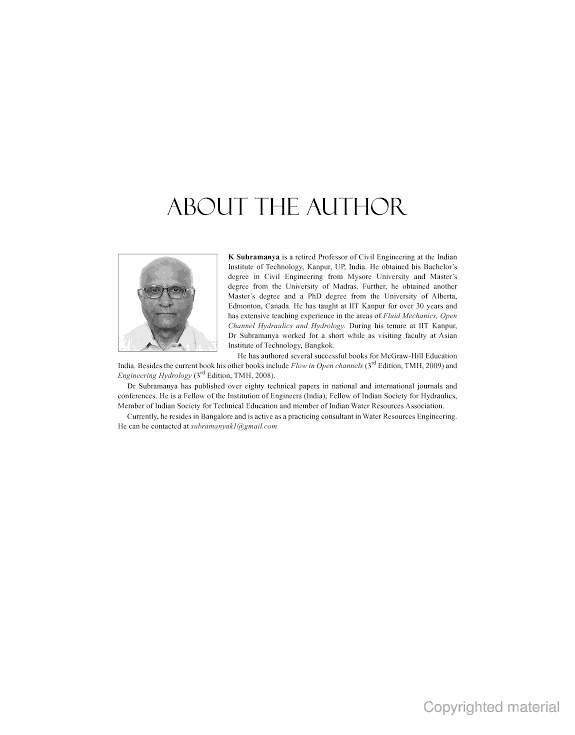 ABOUT THE AUTHOR
K Subramanya is a retired Professor of Civil Engineering at the Indian
Institute of Technology, Kanpur, UP, India. He obtained his Bachelor's
degree in Civil Engineering from Mysore University and Master's
degree from the University of Madras. Further, he obtained another
Master's degree and a PhD degree from the University of Alberta,
Edmonton, Canada. He has taught at IIT Kanpur for over 30 years and
has extensive teaching experience in the areas of Fluid Mechanics, Open
Channel Hydraulics and Hydrology. During his tenure at IIT Kanpur,
Dr Subramanya worked for a short while as visiting faculty at Asian
Institute of Technology, Bangkok.
He has authored several successful books for McGraw-Hill Education
India. Besides the current book his other books include Flow in Open channels (3rd Edition, TMH, 2009) and
Engineering Hydrology (3rd Edition, TMH, 2008).
Dr Subramanya has published over eighty technical papers in national and international journals and
conferences. He is a Fellow of the Institution of Engineers (India); Fellow of Indian Society for Hydraulics,
Member of Indian Society for Technical Education and member of Indian Water Resources Association.
Currently, he resides in Bangalore and is active as a practicing consultant in Water Resources Engineering.
He can be contacted at subramanyak1@gmail.com
Copyrighted material